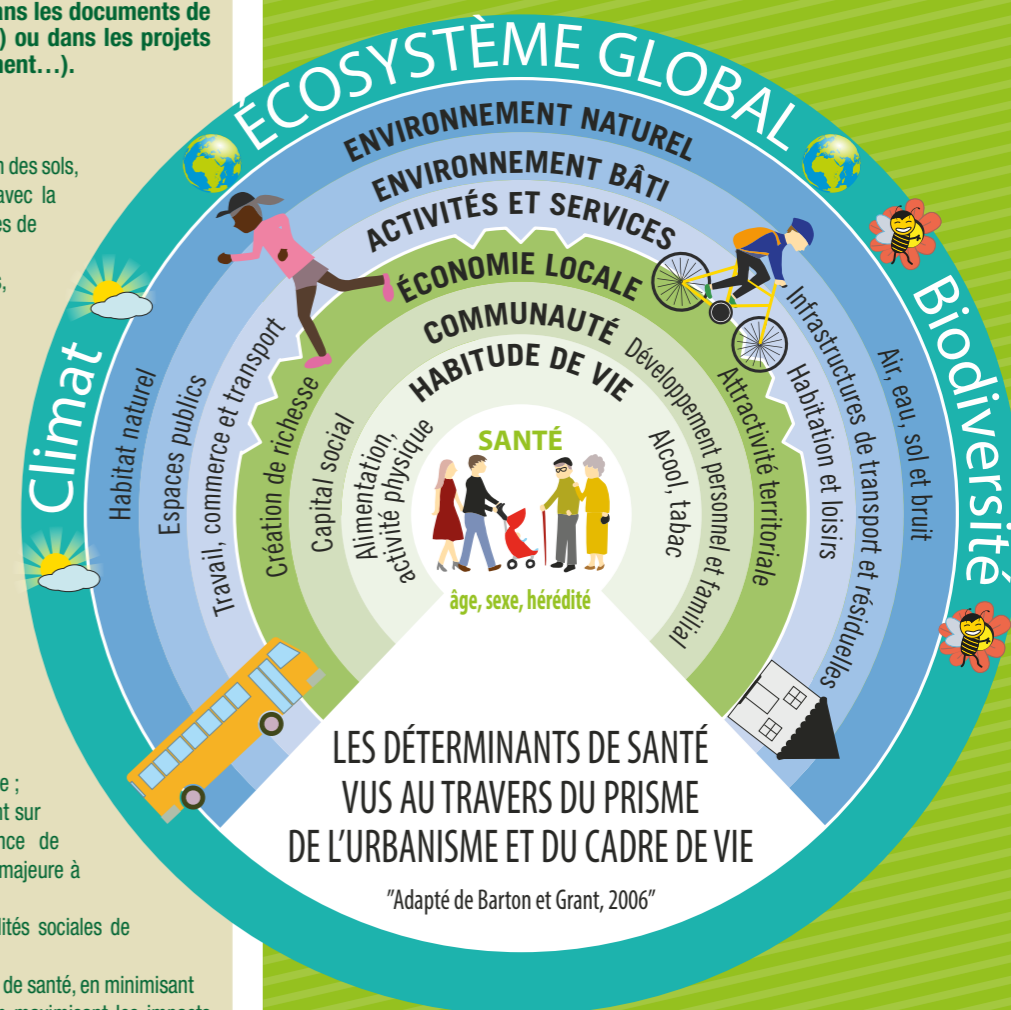 ans les documents de
) ou dans les projets
ment…).
n des sols,
avec la
es de
s,
e ;
nt sur
nce de
majeure à
lités sociales de
de santé, en minimisant
n maximisant les impacts
ÉCOSYSTÈME GLOBAL
Climat
Biodiversité
ENVIRONNEMENT NATUREL
Habitat naturel
Air, eau, sol et bruit
ENVIRONNEMENT BÂTI
Espaces publics
Infrastructures de transport et résiduelles
ACTIVITÉS ET SERVICES
Travail, commerce et transport
Habitation et loisirs
ÉCONOMIE LOCALE
Création de richesse
Attractivité territoriale
COMMUNAUTÉ
Capital social
Développement personnel et familial
HABITUDE DE VIE
Alimentation,
activité physique
Alcool, tabac
SANTÉ
âge, sexe, hérédité
LES DÉTERMINANTS DE SANTÉ
VUS AU TRAVERS DU PRISME
DE L'URBANISME ET DU CADRE DE VIE
"Adapté de Barton et Grant, 2006"